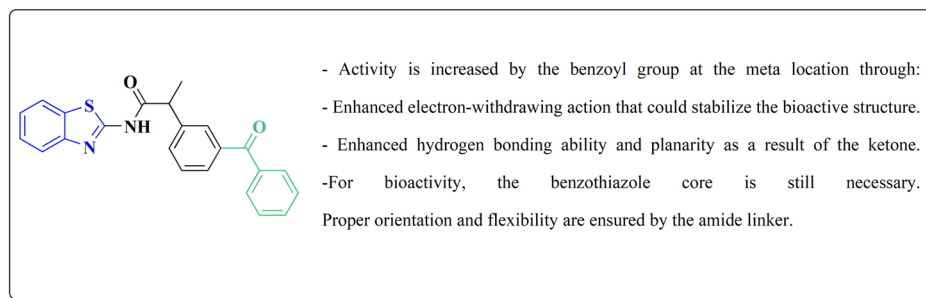 O
S
NH
N
O
- Activity is increased by the benzoyl group at the meta location through:
- Enhanced electron-withdrawing action that could stabilize the bioactive structure.
- Enhanced hydrogen bonding ability and planarity as a result of the ketone.
-For bioactivity, the benzothiazole core is still necessary.
Proper orientation and flexibility are ensured by the amide linker.